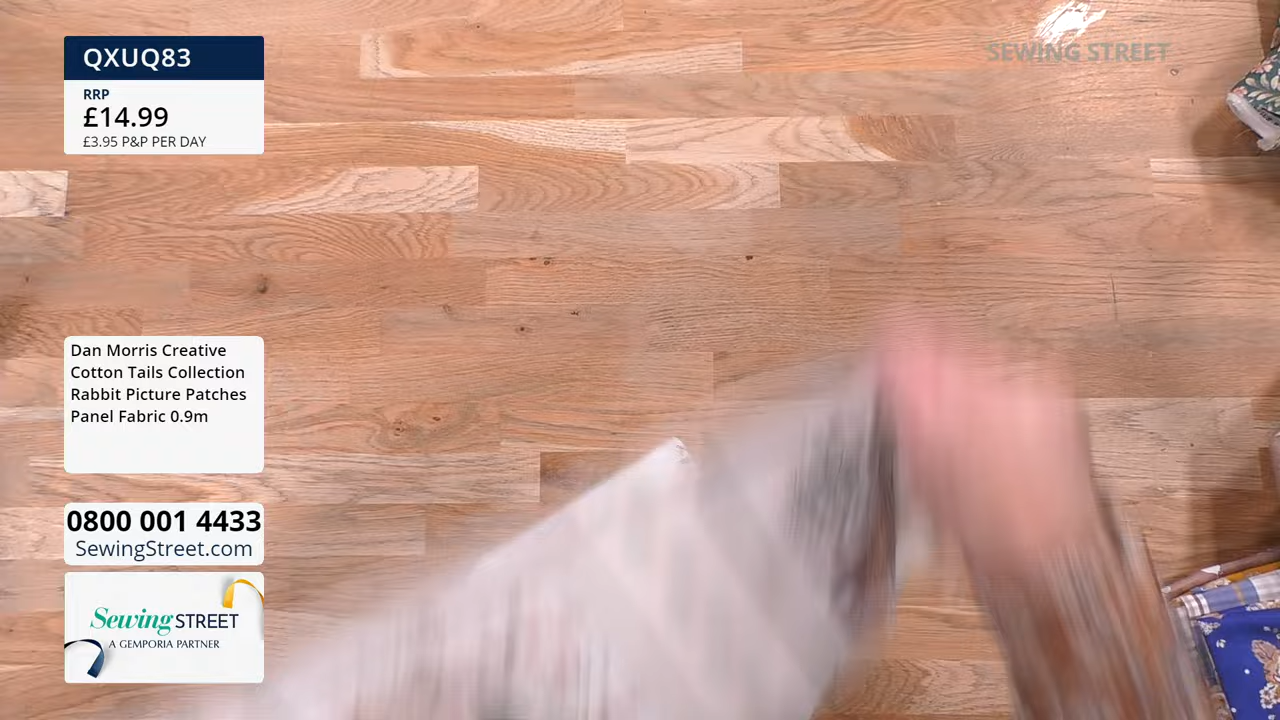 QXUQ83
RRP
£14.99
£3.95 P&P PER DAY
SEWING STREET
Dan Morris Creative
Cotton Tails Collection
Rabbit Picture Patches
Panel Fabric 0.9m
0800 001 4433
SewingStreet.com
Sewing STREET
A GEMPORIA PARTNER